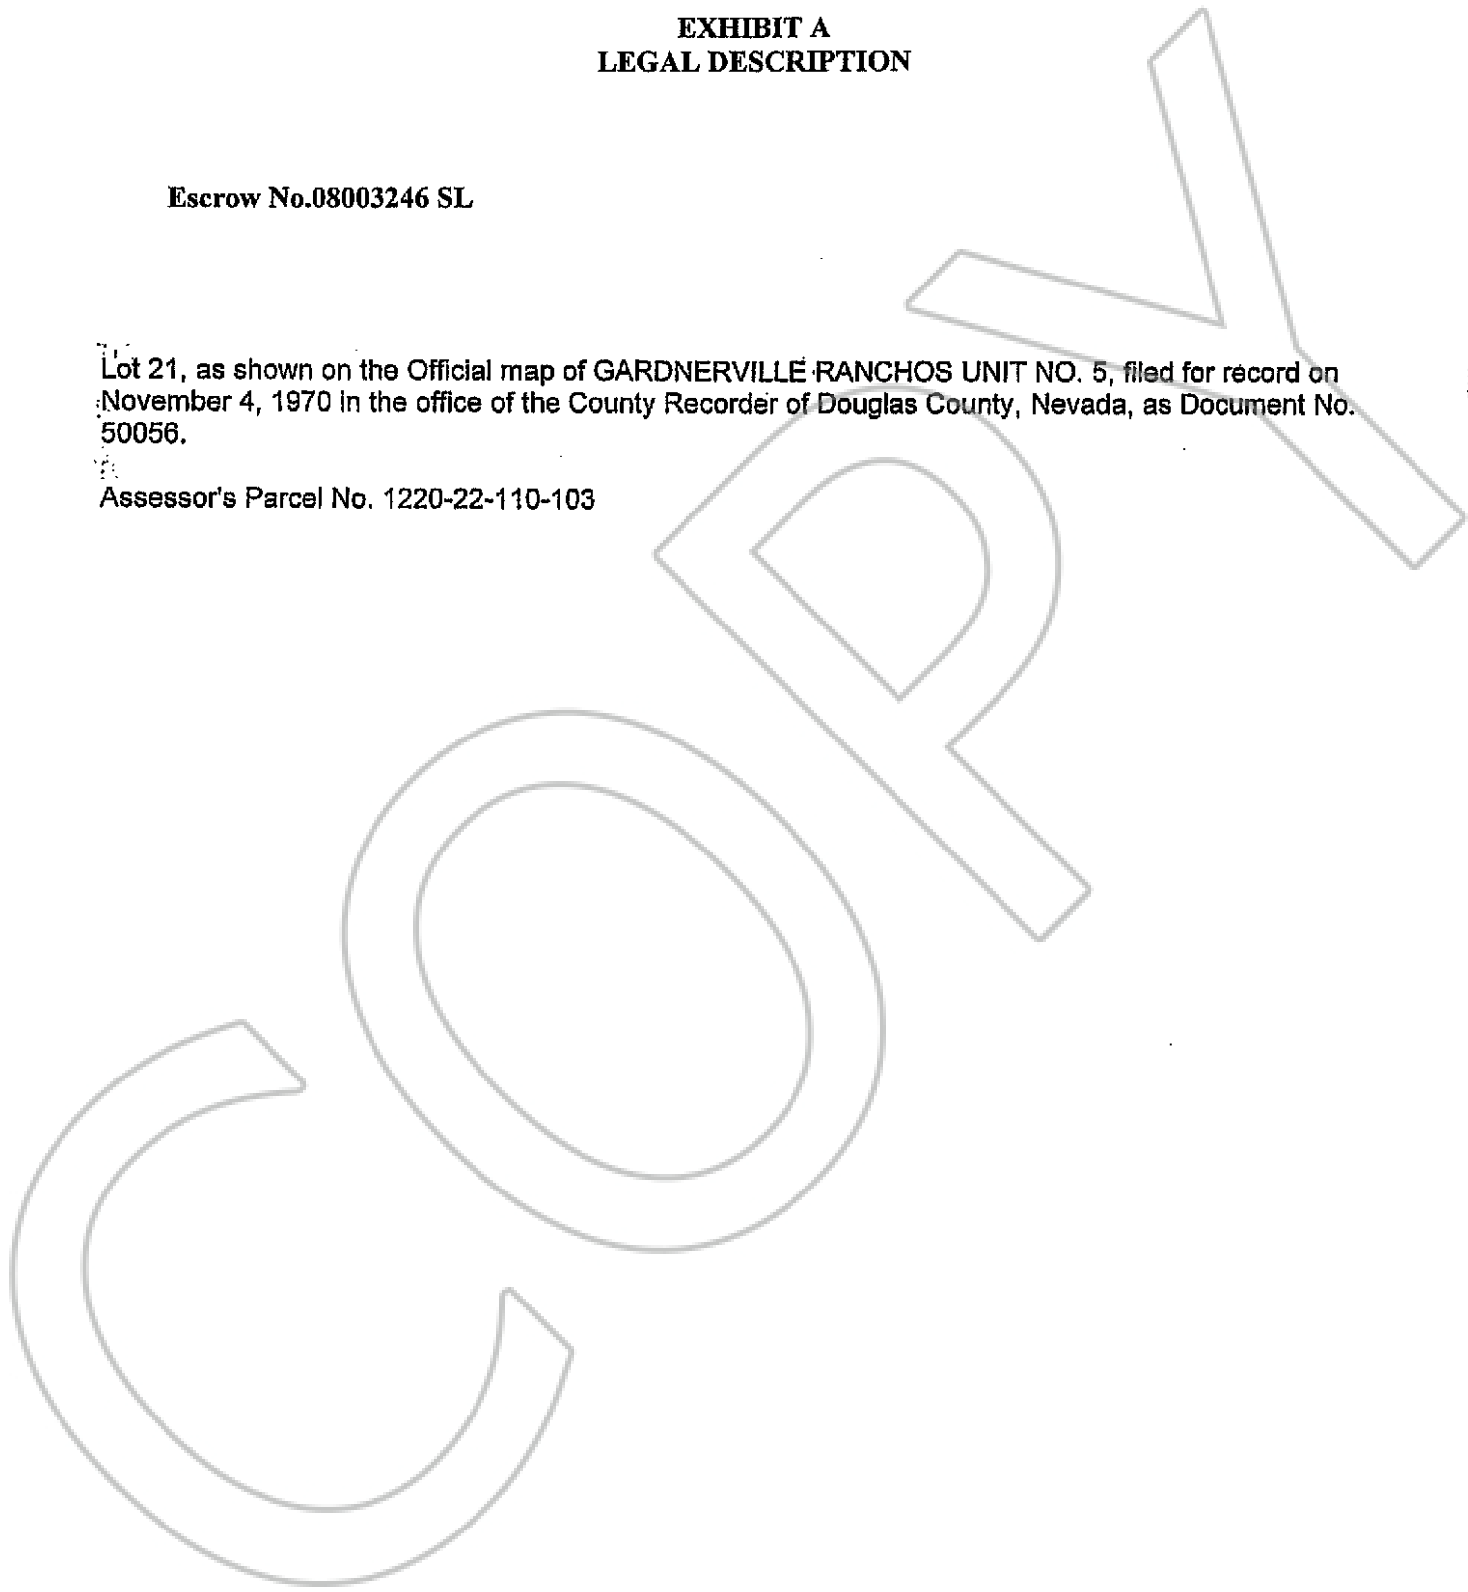 EXHIBIT A
LEGAL DESCRIPTION
Escrow No.08003246 SL
Lot 21, as shown on the Official map of GARDNERVILLE RANCHOS UNIT NO. 5, filed for record on
November 4, 1970 in the office of the County Recorder of Douglas County, Nevada, as Document No.
50056.
Assessor's Parcel No. 1220-22-110-103
COPY